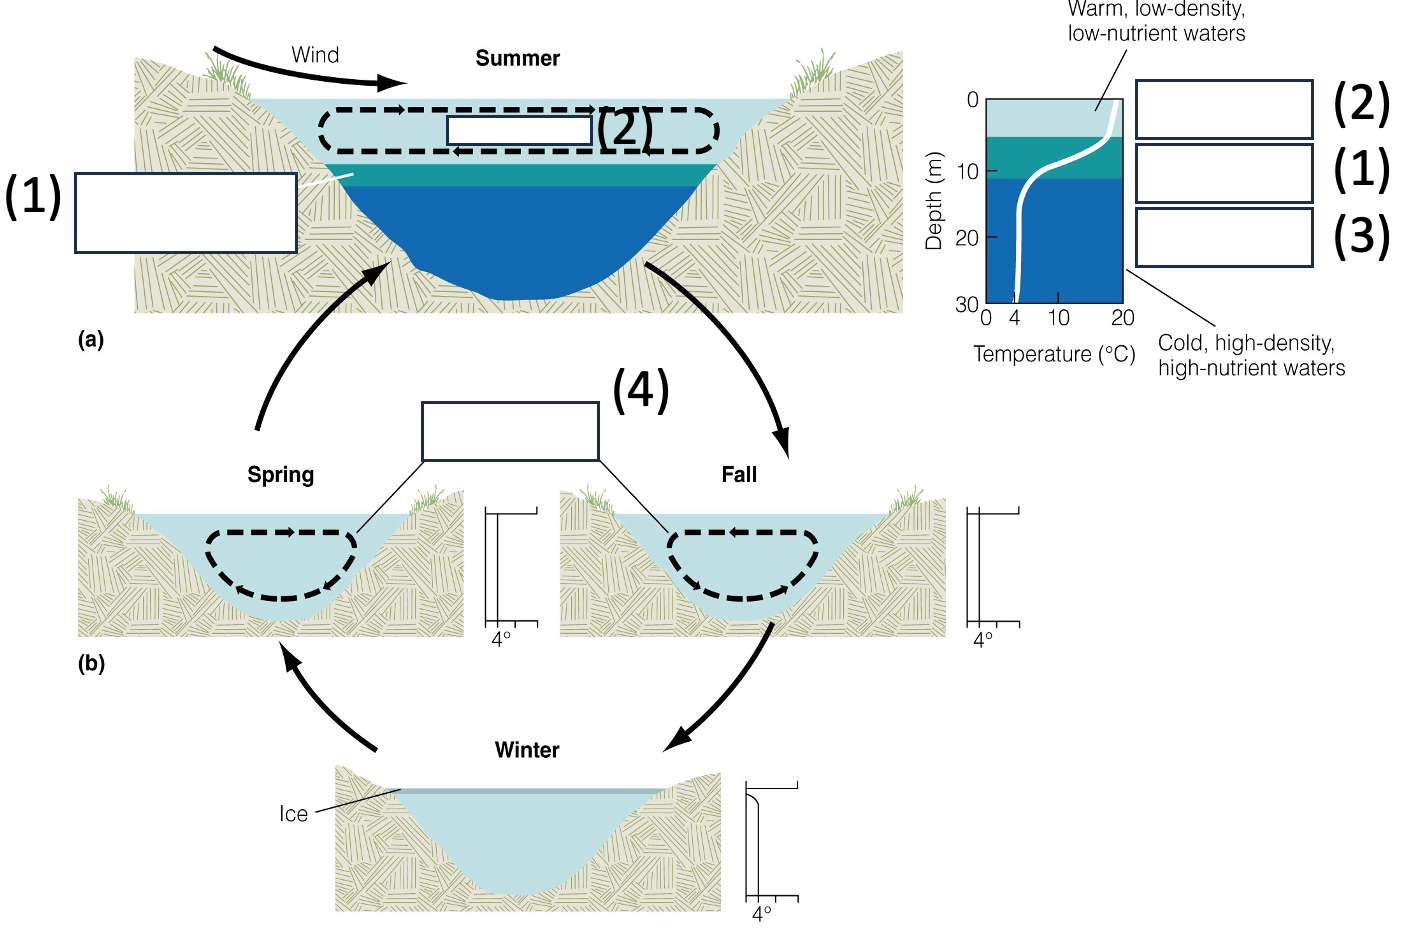 Warm, low-density,
low-nutrient waters
Wind
Summer
(2)
(1)
(a)
0
10
20
30
Depth (m)
0 4 10 20
Temperature (°C)
(2)
(1)
(3)
Cold, high-density,
high-nutrient waters
(4)
Spring
Fall
4°
4°
(b)
Winter
Ice
4°